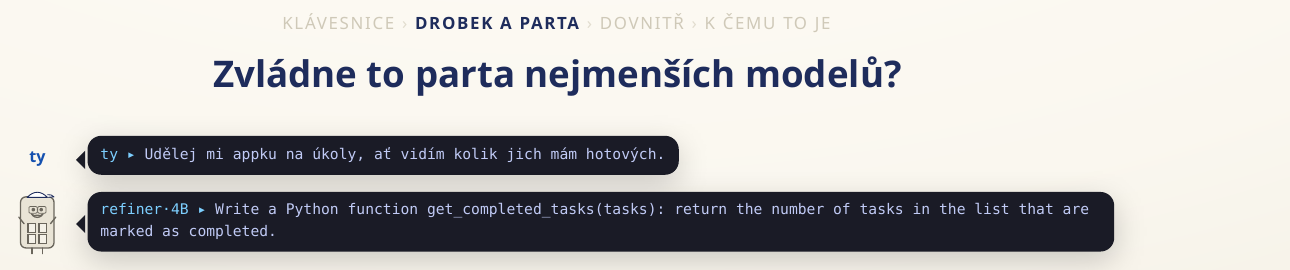 KLÁVESNICE › DROBEK A PARTA › DOVNITŘ › K ČEMU TO JE
Zvládne to parta nejmenších modelů?
ty
ty ▸ Udělej mi appku na úkoly, ať vidím kolik jich mám hotových.
refiner·4B ▸ Write a Python function get_completed_tasks(tasks): return the number of tasks in the list that are
marked as completed.